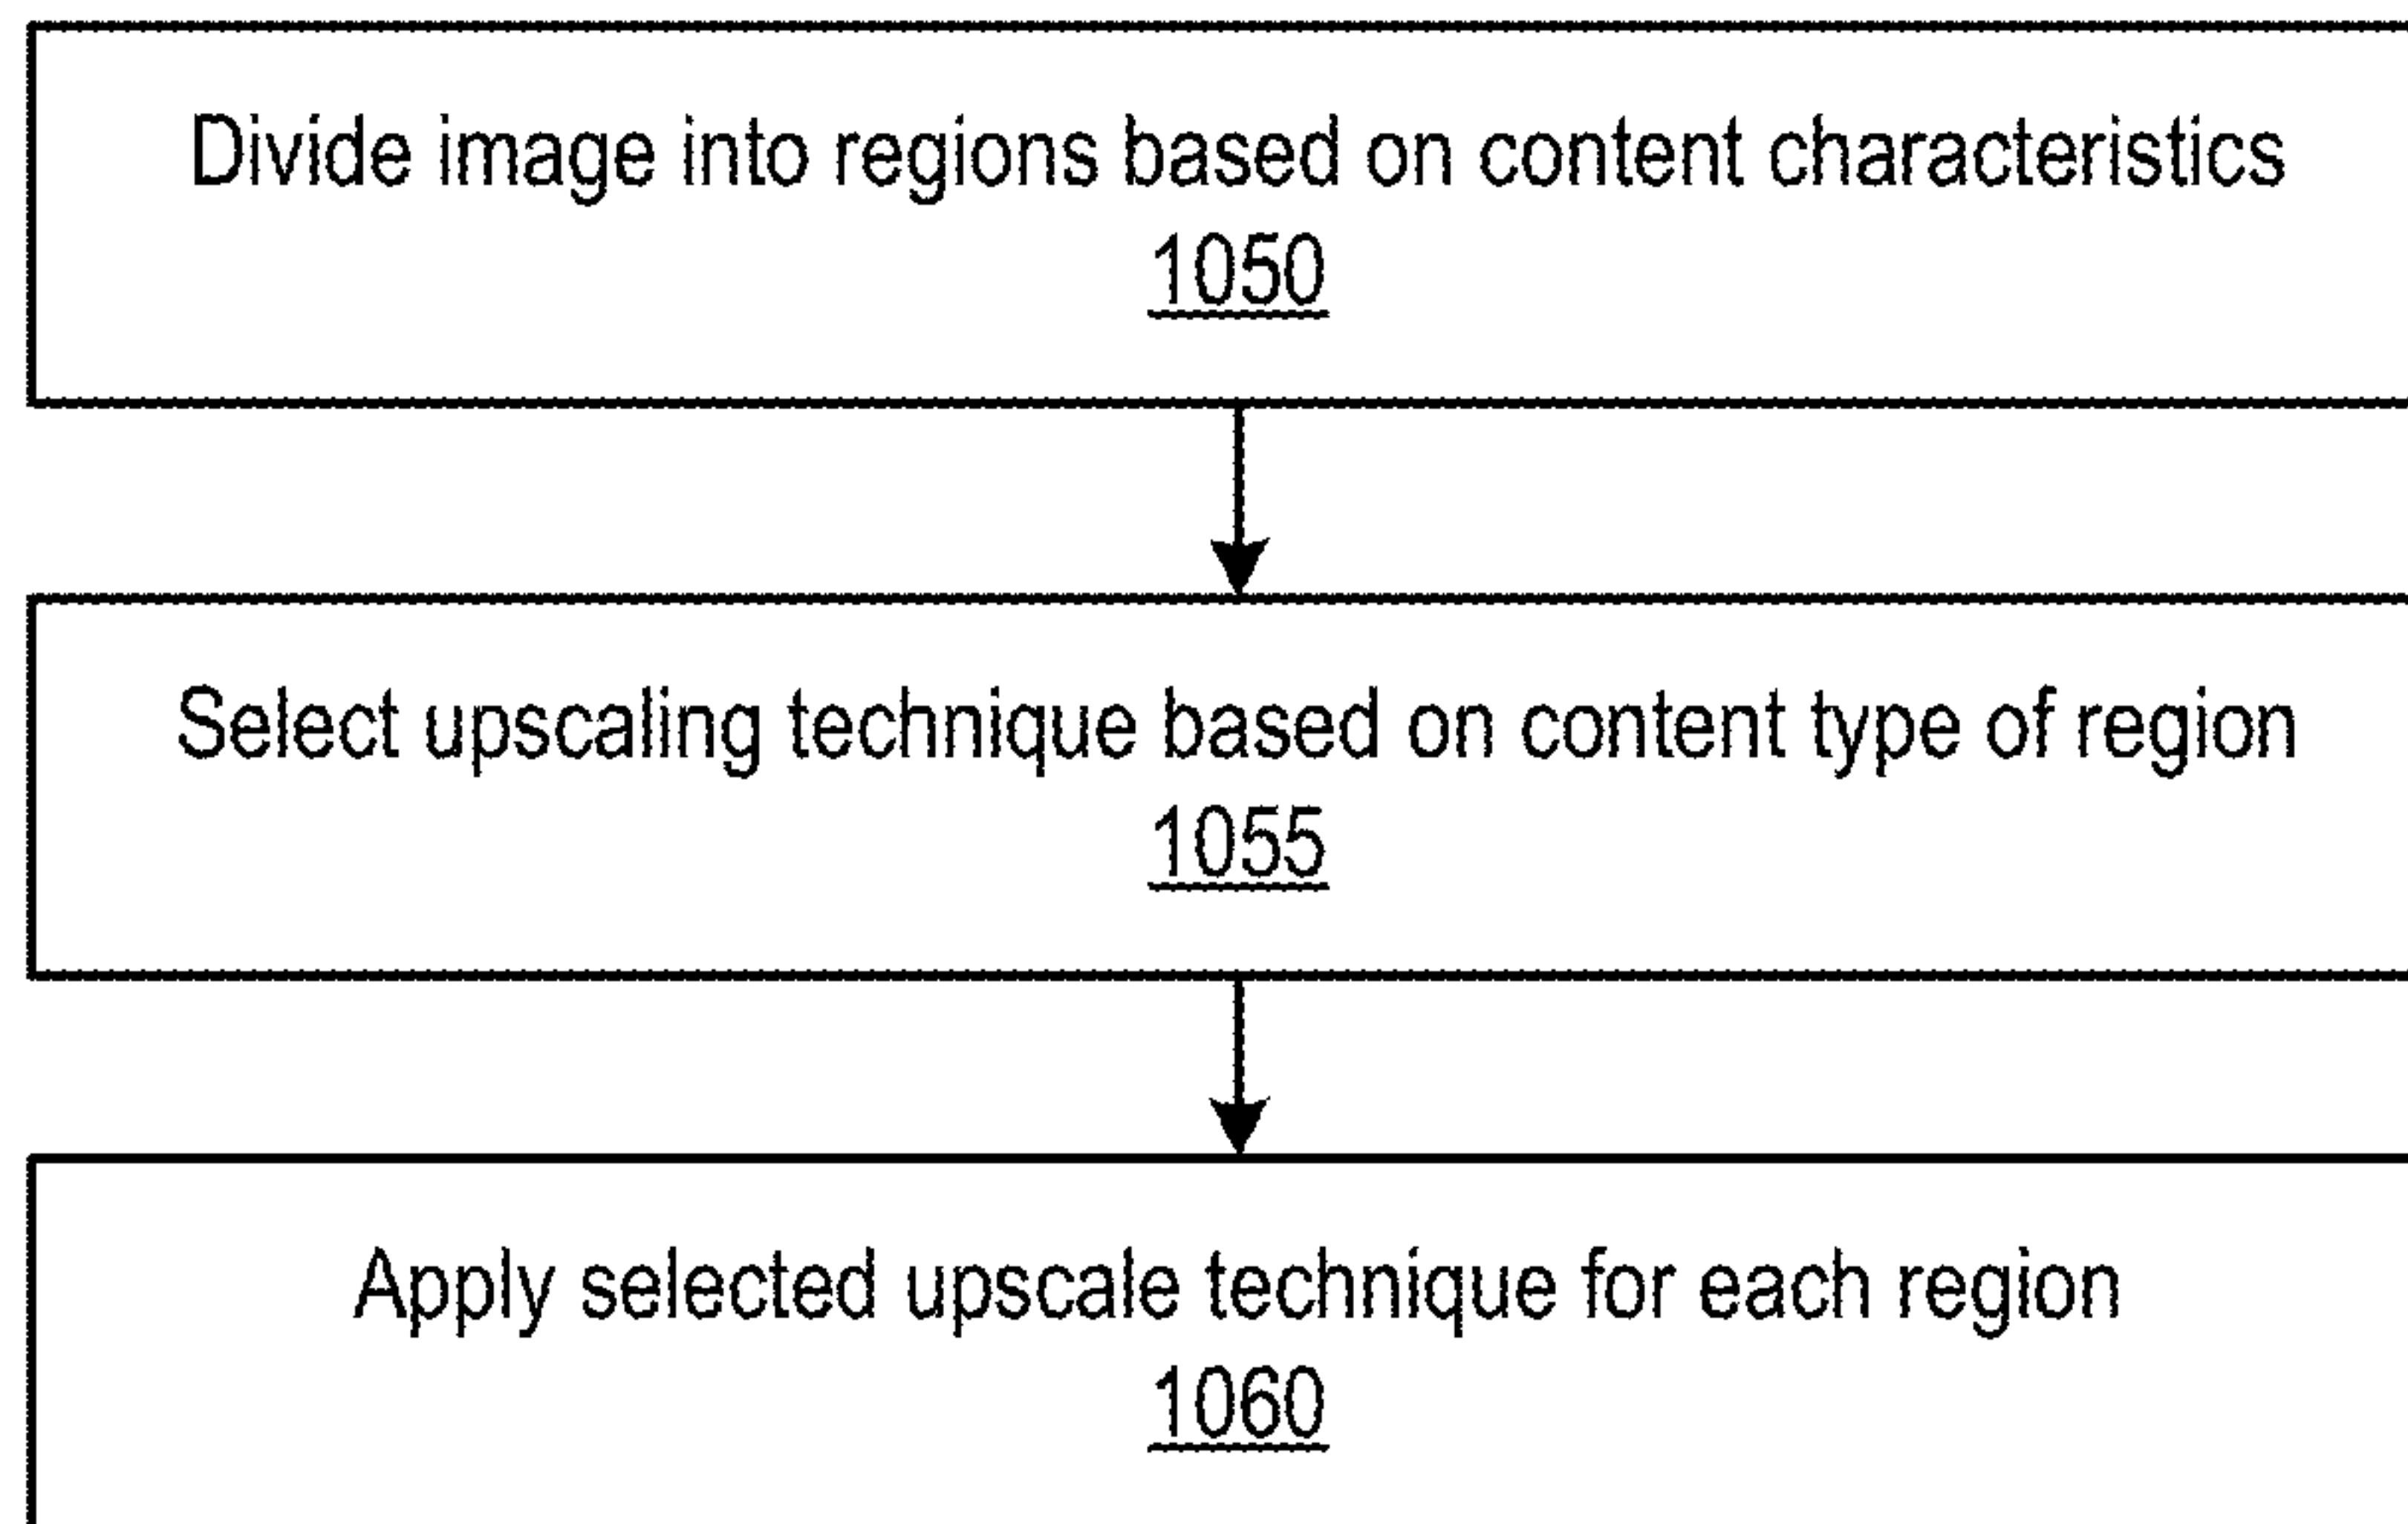 Divide image into regions based on content characteristics
1050
Select upscaling technique based on content type of region
1055
Apply selected upscale technique for each region
1060